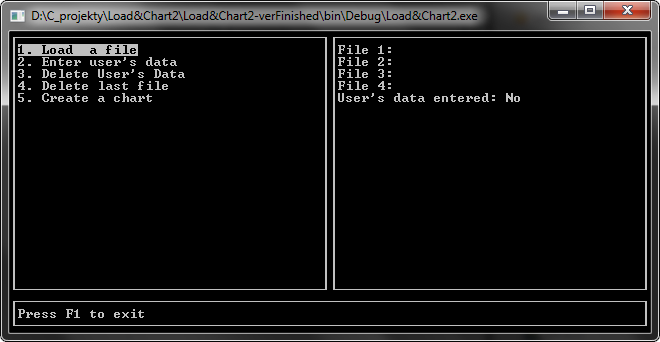 D:\C_projekty\Load&Chart2\Load&Chart2-verFinished\bin\Debug\Load&Chart2.exe
1. Load  a file
2. Enter user's data
3. Delete User's Data
4. Delete last file
5. Create a chart
File 1:
File 2:
File 3:
File 4:
User's data entered: No
Press F1 to exit